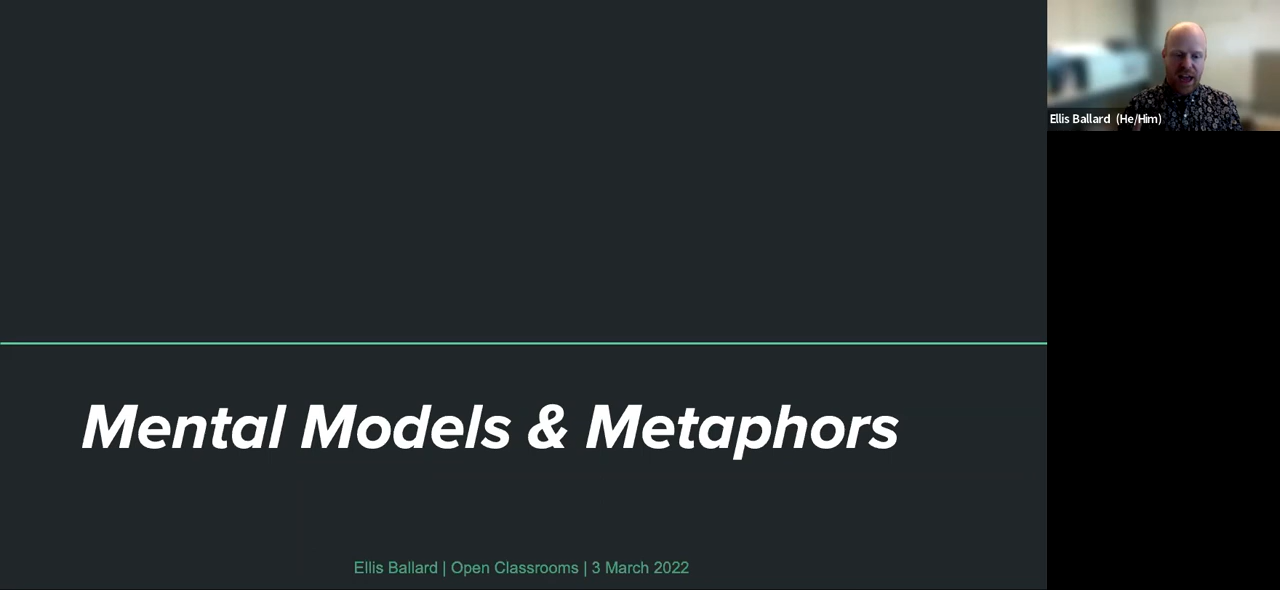 Ellis Ballard (He/Him)
Mental Models & Metaphors
Ellis Ballard | Open Classrooms | 3 March 2022